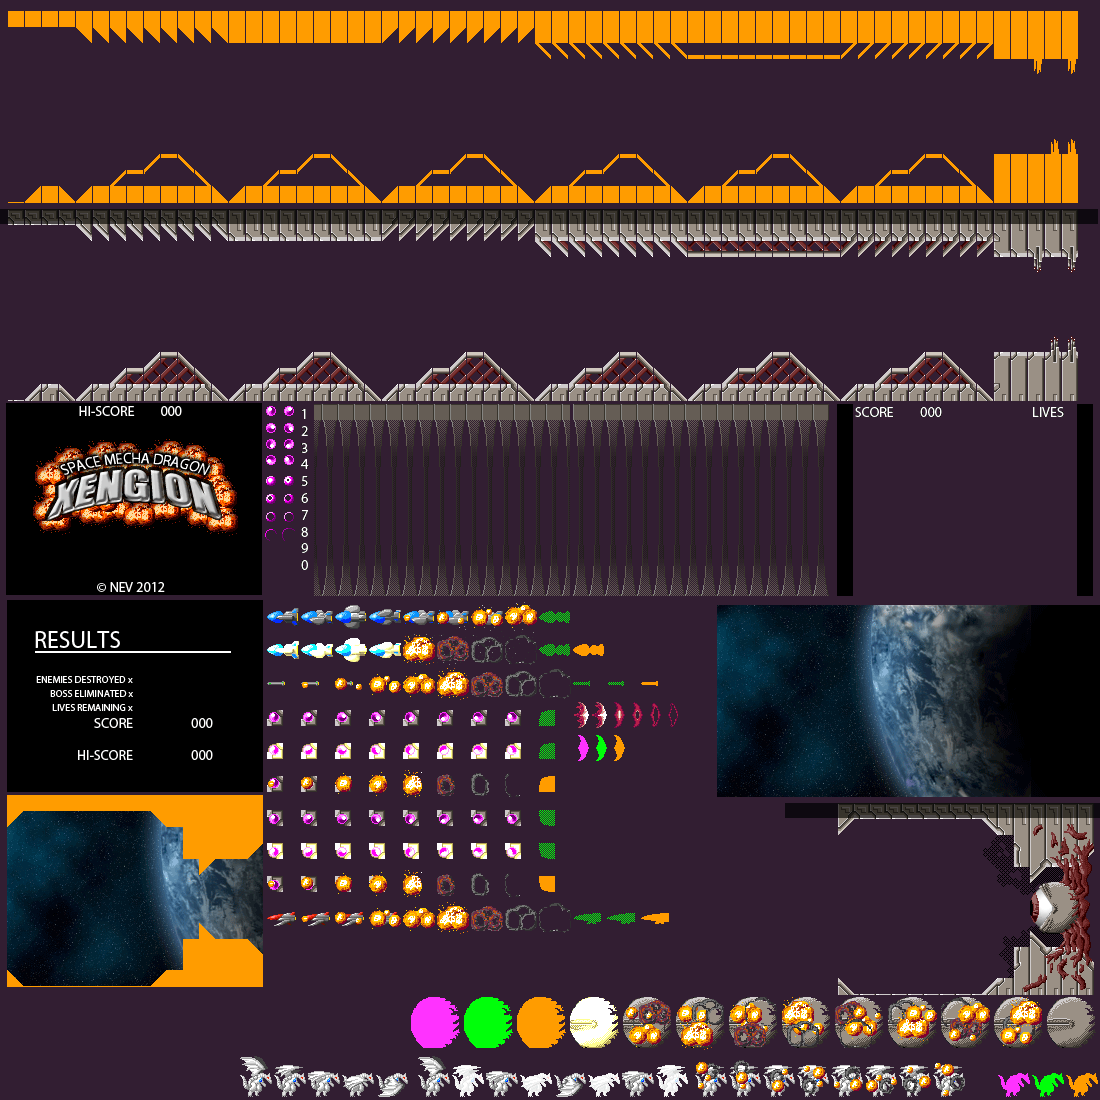 HI-SCORE 000
SPACE MECHA DRAGON
XENGION
© NEV 2012
1
2
3
4
5
6
7
8
9
0
SCORE 000 LIVES
RESULTS
ENEMIES DESTROYED x
BOSS ELIMINATED x
LIVES REMAINING x
SCORE 000
HI-SCORE 000